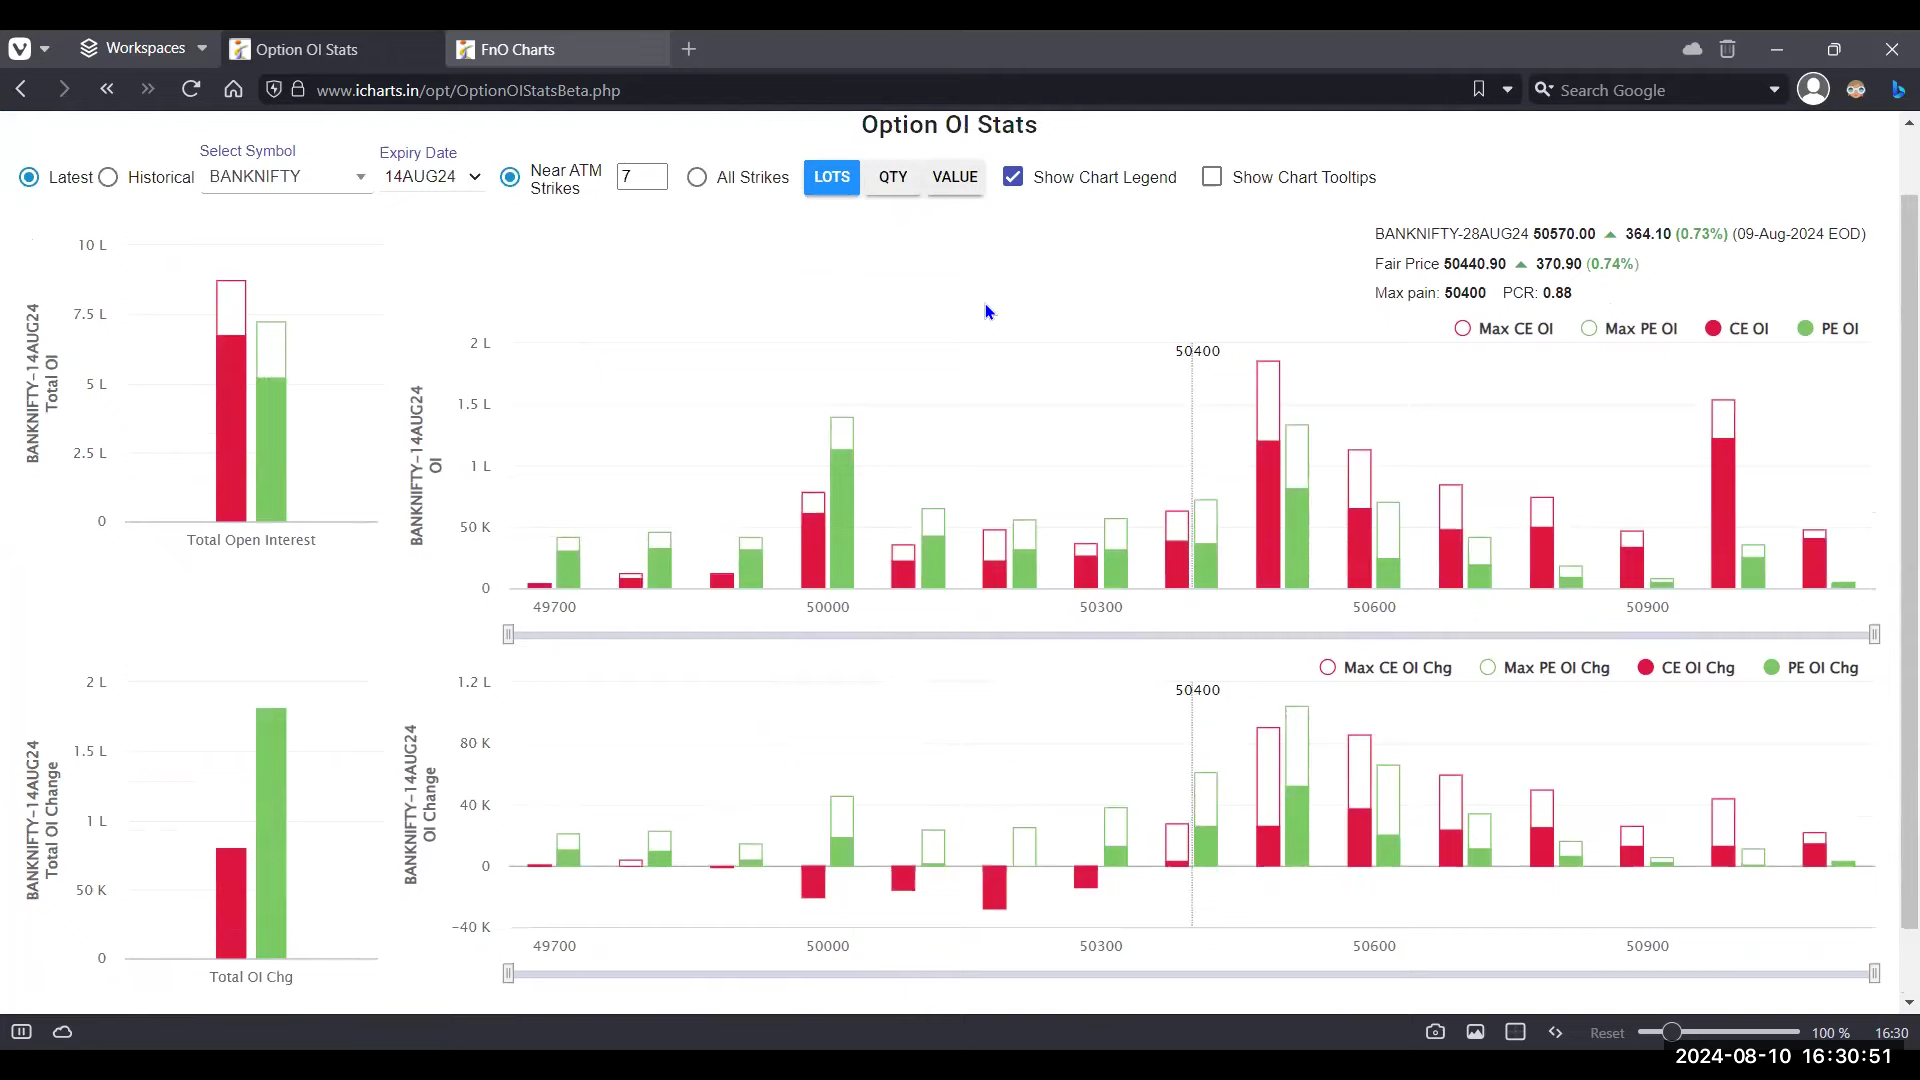 Workspaces
Option OI Stats
FnO Charts
www.icharts.in/opt/OptionOIStatsBeta.php
Search Google
Option OI Stats
Latest
Historical
Select Symbol
BANKNIFTY
Expiry Date
14AUG24
Near ATM
Strikes
7
All Strikes
LOTS
QTY
VALUE
Show Chart Legend
Show Chart Tooltips
BANKNIFTY-28AUG24 50570.00 ▲ 364.10 (0.73%) (09-Aug-2024 EOD)
Fair Price 50440.90 ▲ 370.90 (0.74%)
Max pain: 50400 PCR: 0.88
BANKNIFTY-14AUG24
Total OI
10 L
7.5 L
5 L
2.5 L
0
Total Open Interest
Max CE OI
Max PE OI
CE OI
PE OI
BANKNIFTY-14AUG24
OI
2 L
1.5 L
1 L
50 K
0
50400
49700
50000
50300
50600
50900
BANKNIFTY-14AUG24
Total OI Change
2 L
1.5 L
1 L
50 K
0
Total OI Chg
Max CE OI Chg
Max PE OI Chg
CE OI Chg
PE OI Chg
BANKNIFTY-14AUG24
OI Change
1.2 L
80 K
40 K
0
-40 K
50400
49700
50000
50300
50600
50900
Reset
100 %
16:30
2024-08-10 16:30:51